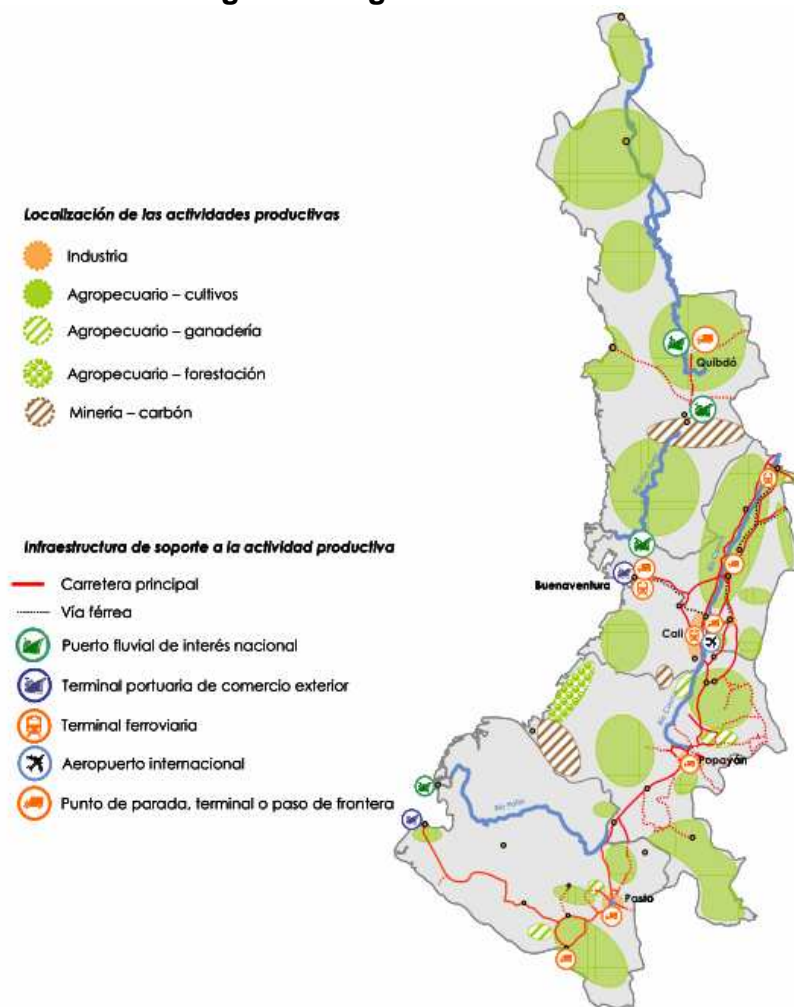 Localización de las actividades productivas
Industria
Agropecuario – cultivos
Agropecuario – ganadería
Agropecuario – forestación
Minería – carbón
Infraestructura de soporte a la actividad productiva
Carretera principal
Vía férrea
Puerto fluvial de interés nacional
Terminal portuaria de comercio exterior
Terminal ferroviaria
Aeropuerto internacional
Punto de parada, terminal o paso de frontera
Quibdó
Buenaventura
Cali
Popayán
Río Patía
Pasto